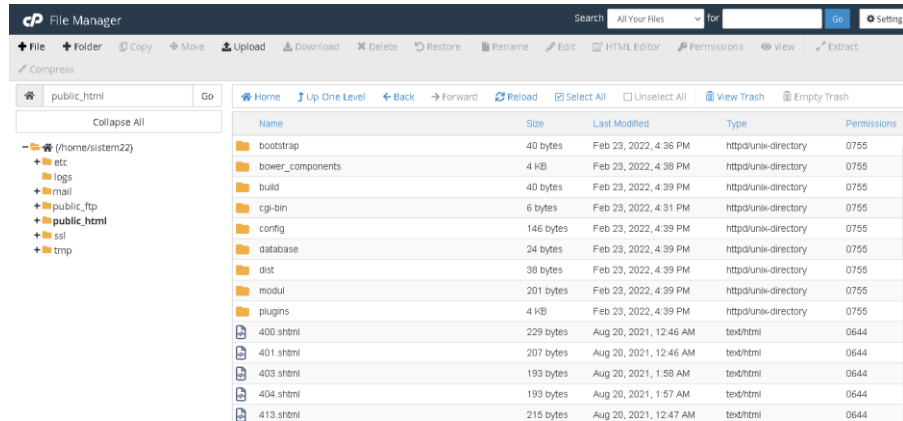 cP File Manager Search All Your Files for Go Setting
File Folder Copy Move Upload Download Delete Restore Rename Edit HTML Editor Permissions View Extract
Compress
public_html Go Home Up One Level Back Forward Reload Select All Unselect All View Trash Empty Trash
Collapse All
Name Size Last Modified Type Permissions
(/home/sistem22)
etc
logs
mail
public_ftp
public_html
ssl
tmp
bootstrap 40 bytes Feb 23, 2022, 4:36 PM httpd/unix-directory 0755
bower_components 4 KB Feb 23, 2022, 4:38 PM httpd/unix-directory 0755
build 40 bytes Feb 23, 2022, 4:39 PM httpd/unix-directory 0755
cgi-bin 6 bytes Feb 23, 2022, 4:31 PM httpd/unix-directory 0755
config 146 bytes Feb 23, 2022, 4:39 PM httpd/unix-directory 0755
database 24 bytes Feb 23, 2022, 4:39 PM httpd/unix-directory 0755
dist 38 bytes Feb 23, 2022, 4:39 PM httpd/unix-directory 0755
modul 201 bytes Feb 23, 2022, 4:39 PM httpd/unix-directory 0755
plugins 4 KB Feb 23, 2022, 4:39 PM httpd/unix-directory 0755
400.shtml 229 bytes Aug 20, 2021, 12:46 AM text/html 0644
401.shtml 207 bytes Aug 20, 2021, 12:46 AM text/html 0644
403.shtml 193 bytes Aug 20, 2021, 1:58 AM text/html 0644
404.shtml 193 bytes Aug 20, 2021, 1:57 AM text/html 0644
413.shtml 215 bytes Aug 20, 2021, 12:47 AM text/html 0644